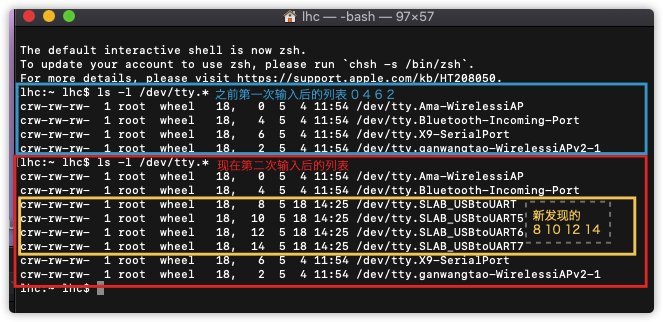 lhc — -bash — 97×57
The default interactive shell is now zsh.
To update your account to use zsh, please run `chsh -s /bin/zsh`.
For more details, please visit https://support.apple.com/kb/HT208050.
lhc:~ lhc$ ls -l /dev/tty.* 之前第一次输入后的列表 0 4 6 2
crw-rw-rw- 1 root wheel 18, 0 5 4 11:54 /dev/tty.Ama-WirelessiAP
crw-rw-rw- 1 root wheel 18, 4 5 4 11:54 /dev/tty.Bluetooth-Incoming-Port
crw-rw-rw- 1 root wheel 18, 6 5 4 11:54 /dev/tty.X9-SerialPort
crw-rw-rw- 1 root wheel 18, 2 5 4 11:54 /dev/tty.ganwangtao-WirelessiAPv2-1
lhc:~ lhc$ ls -l /dev/tty.* 现在第二次输入后的列表
crw-rw-rw- 1 root wheel 18, 0 5 4 11:54 /dev/tty.Ama-WirelessiAP
crw-rw-rw- 1 root wheel 18, 4 5 4 11:54 /dev/tty.Bluetooth-Incoming-Port
crw-rw-rw- 1 root wheel 18, 8 5 18 14:25 /dev/tty.SLAB_USBtoUART
crw-rw-rw- 1 root wheel 18, 10 5 18 14:25 /dev/tty.SLAB_USBtoUART5
crw-rw-rw- 1 root wheel 18, 12 5 18 14:25 /dev/tty.SLAB_USBtoUART6
crw-rw-rw- 1 root wheel 18, 14 5 18 14:25 /dev/tty.SLAB_USBtoUART7
新发现的
8 10 12 14
crw-rw-rw- 1 root wheel 18, 6 5 4 11:54 /dev/tty.X9-SerialPort
crw-rw-rw- 1 root wheel 18, 2 5 4 11:54 /dev/tty.ganwangtao-WirelessiAPv2-1
lhc:~ lhc$